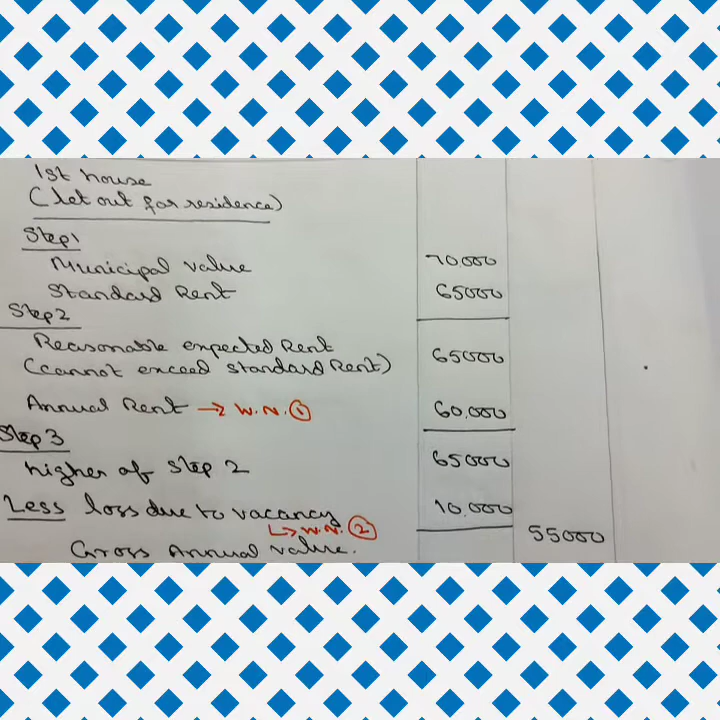 1st house
(let out for residence)
Step1
Municipal value 70,000
Standard Rent 65000
Step2
Reasonable expected Rent
(cannot exceed standard Rent) 65000
Annual Rent → W.N. ① 60,000
Step 3
higher of step 2 65000
Less loss due to vacancy 10,000
↳ W.N. ② 55000
Gross Annual value.